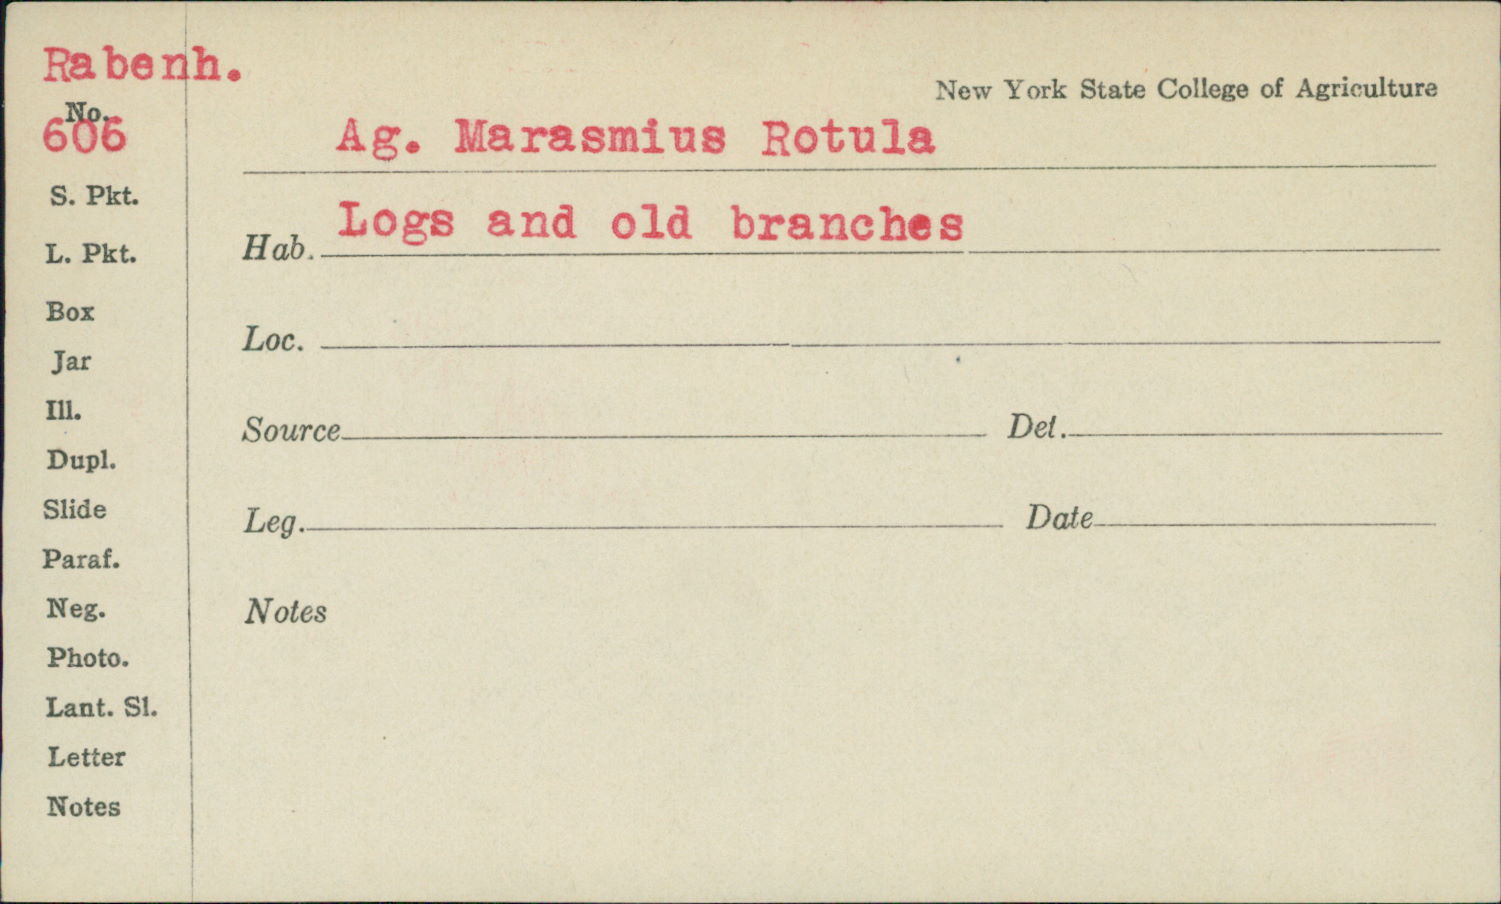 Rabenh.
New York State College of Agriculture
No.
606
Ag. Marasmius Rotula
S. Pkt.
Hab. Logs and old branches
L. Pkt.
Box
Loc.
Jar
Ill.
Source Det.
Dupl.
Slide
Leg. Date
Paraf.
Neg.
Notes
Photo.
Lant. Sl.
Letter
Notes